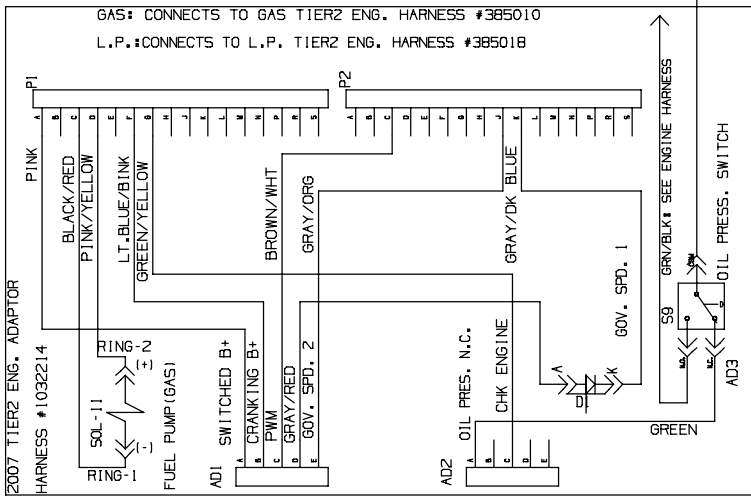 GAS: CONNECTS TO GAS TIER2 ENG. HARNESS #385010
L.P.:CONNECTS TO L.P. TIER2 ENG. HARNESS #385018
P1
A B C D E F G H J K L M N P R S
P2
A B C D E F G H J K L M N P R S
PINK
BLACK/RED
PINK/YELLOW
LT.BLUE/BINK
GREEN/YELLOW
BROWN/WHT
GRAY/ORG
GRAY/DK BLUE
GOV. SPD. 1
GRN/BLK: SEE ENGINE HARNESS
OIL PRESS. SWITCH
COM
S9
P
N.O.
N.C.
AD3
GREEN
2007 TIER2 ENG. ADAPTOR
HARNESS #1032214
RING-2
(+)
SOL-11
(-)
RING-1
FUEL PUMP(GAS)
SWITCHED B+
CRANKING B+
PWM
GRAY/RED
GOV. SPD. 2
AD1
A B C D E
OIL PRES. N.C.
CHK ENGINE
AD2
A B C D E
A
K
D1